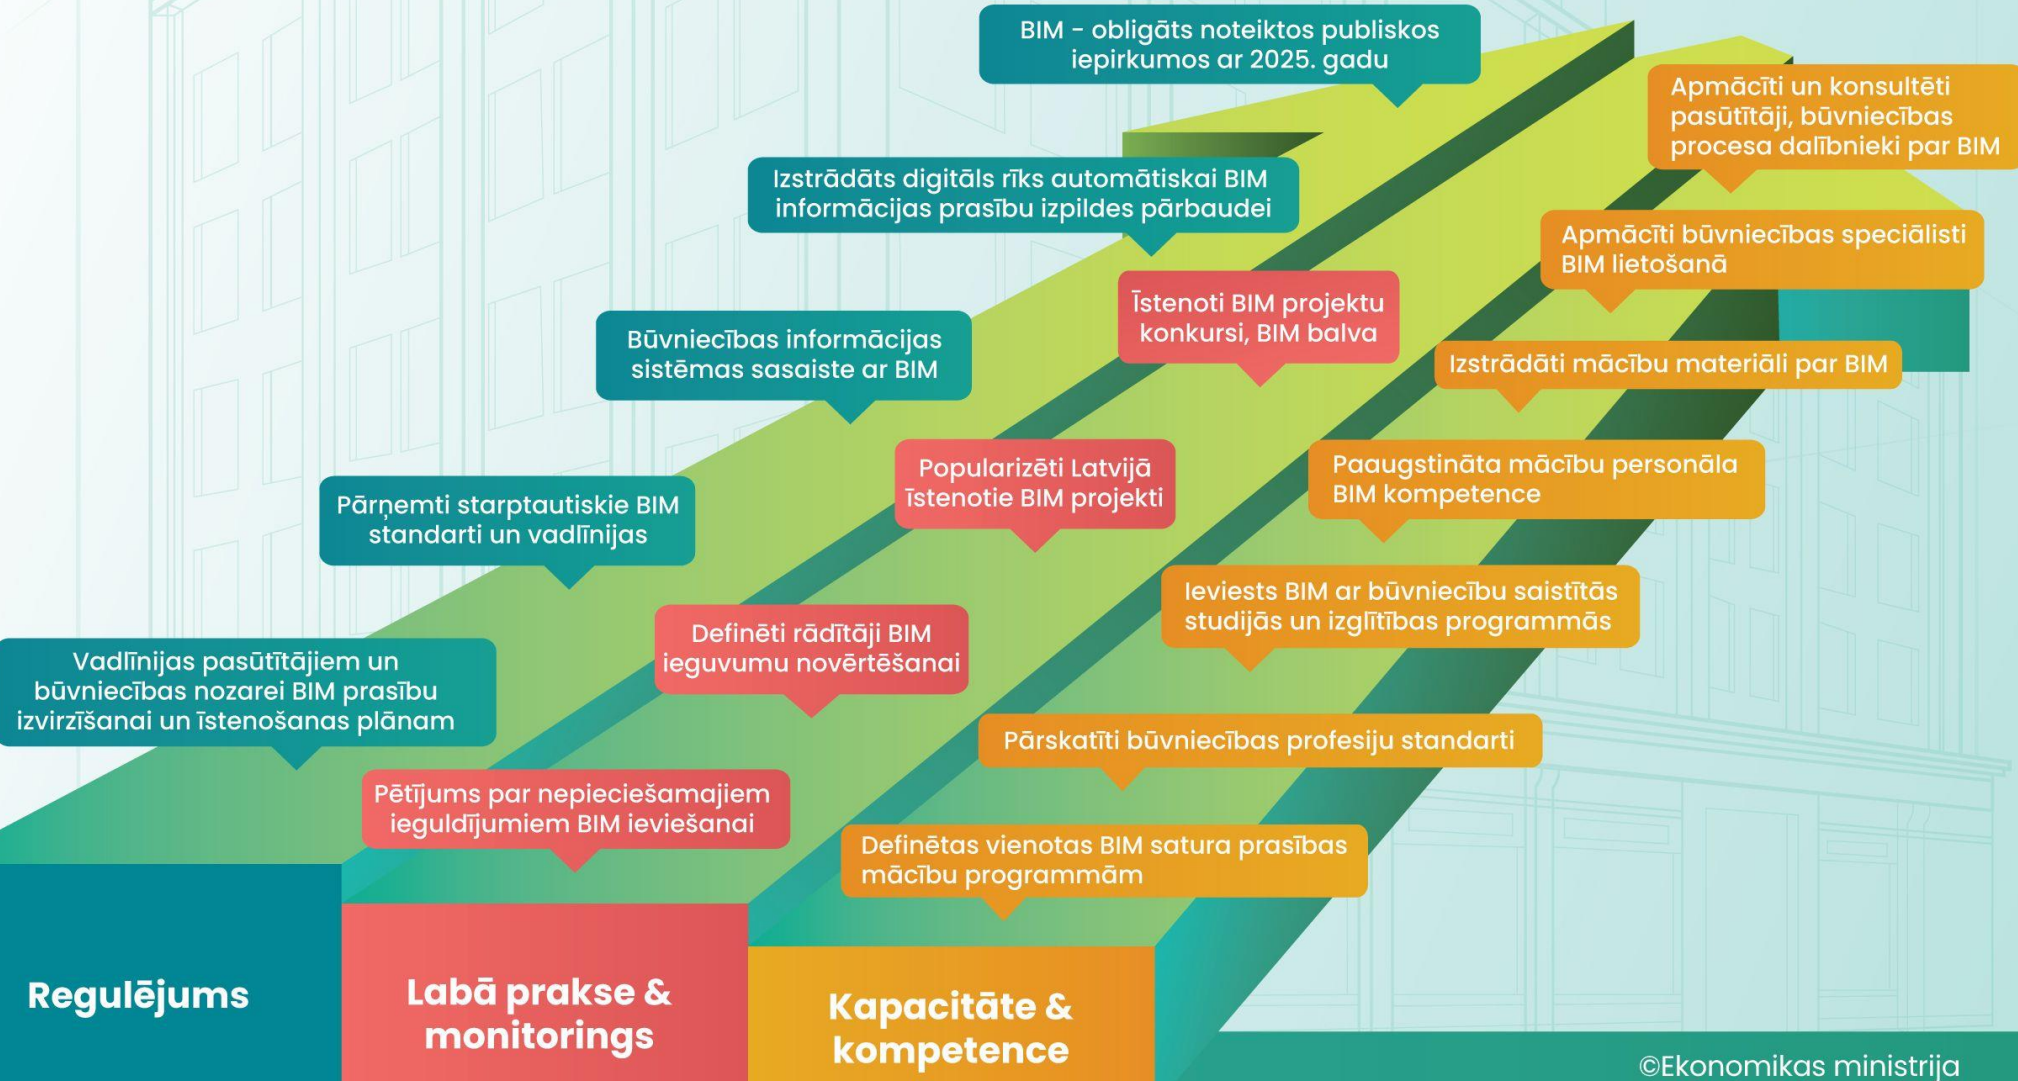 BIM - obligāts noteiktos publiskos
iepirkumos ar 2025. gadu
Izstrādāts digitāls rīks automātiskai BIM
informācijas prasību izpildes pārbaudei
Būvniecības informācijas
sistēmas sasaiste ar BIM
Pārņemti starptautiskie BIM
standarti un vadlīnijas
Vadlīnijas pasūtītājiem un
būvniecības nozarei BIM prasību
izvirzīšanai un īstenošanas plānam
Īstenoti BIM projektu
konkursi, BIM balva
Popularizēti Latvijā
īstenotie BIM projekti
Definēti rādītāji BIM
ieguvumu novērtēšanai
Pētījums par nepieciešamajiem
ieguldījumiem BIM ieviešanai
Apmācīti un konsultēti
pasūtītāji, būvniecības
procesa dalībnieki par BIM
Apmācīti būvniecības speciālisti
BIM lietošanā
Izstrādāti mācību materiāli par BIM
Paaugstināta mācību personāla
BIM kompetence
Ieviests BIM ar būvniecību saistītās
studijās un izglītības programmās
Pārskatīti būvniecības profesiju standarti
Definētas vienotas BIM satura prasības
mācību programmām
Regulējums
Labā prakse &
monitorings
Kapacitāte &
kompetence
©Ekonomikas ministrija